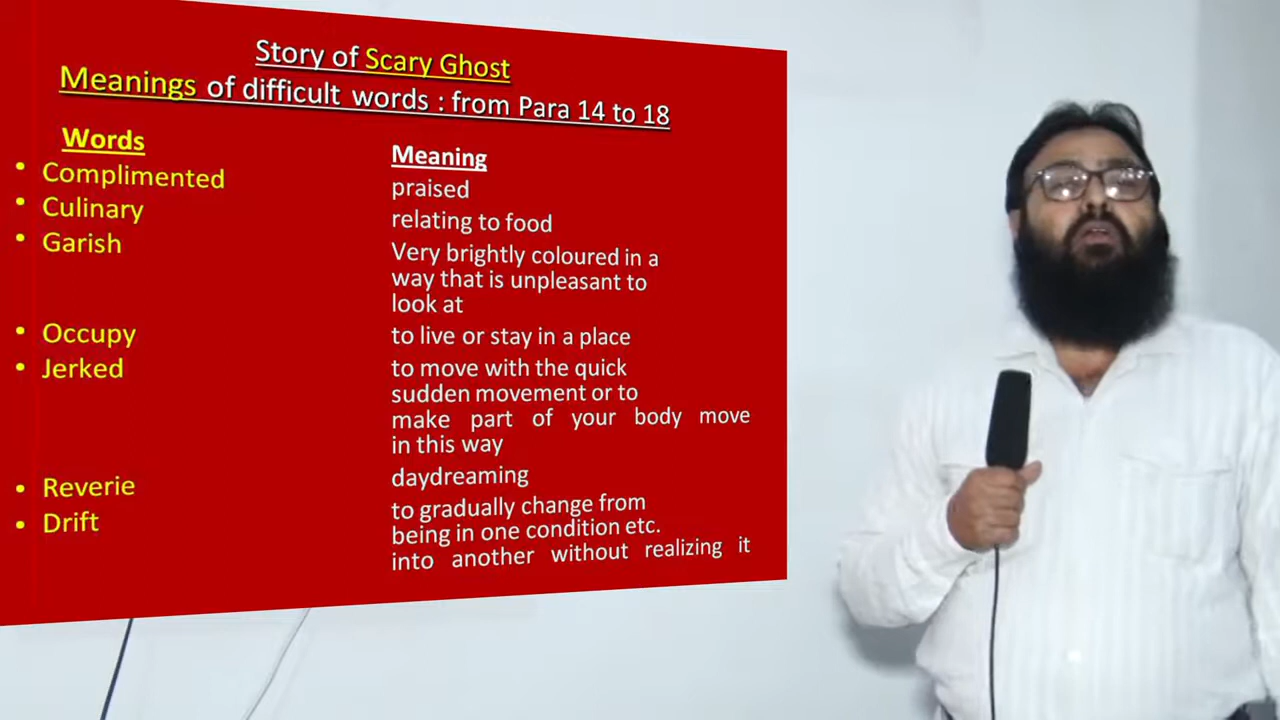 Story of Scary Ghost
Meanings of difficult words : from Para 14 to 18
Words
Meaning
• Complimented
praised
• Culinary
relating to food
• Garish
Very brightly coloured in a
way that is unpleasant to
look at
• Occupy
to live or stay in a place
• Jerked
to move with the quick
sudden movement or to
make part of your body move
in this way
• Reverie
daydreaming
• Drift
to gradually change from
being in one condition etc.
into another without realizing it